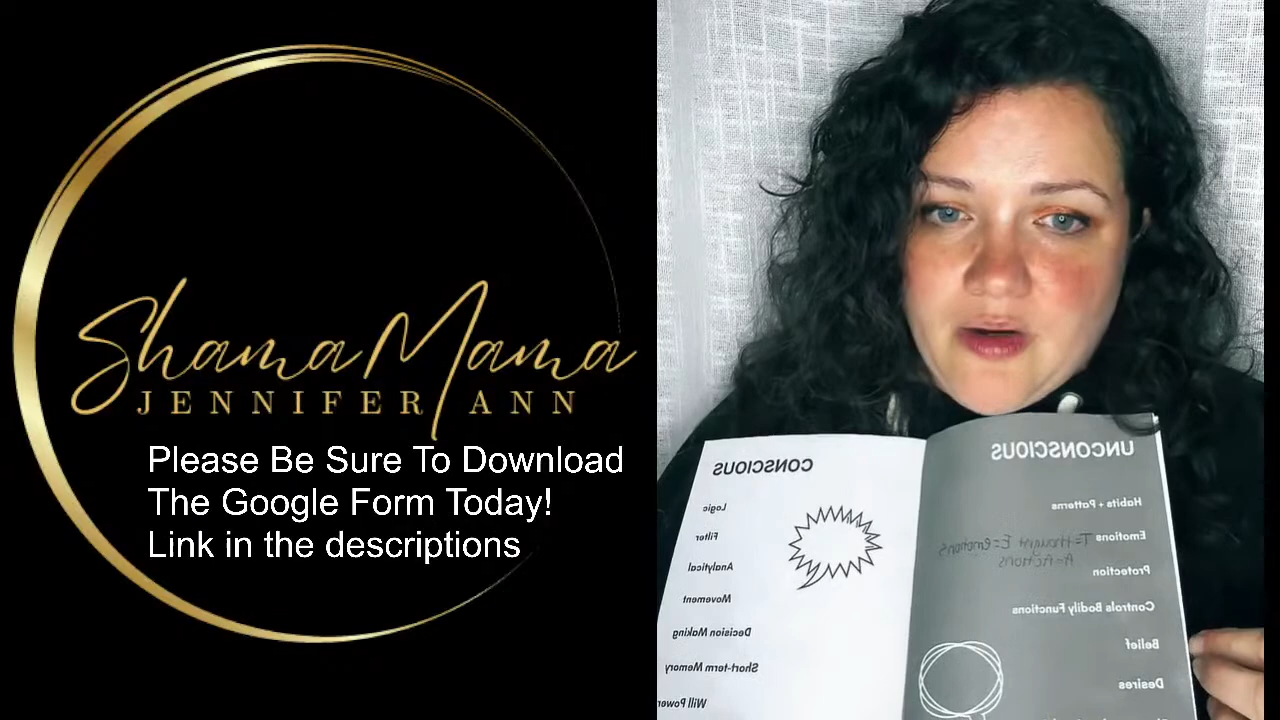 Shama Mama
JENNIFER ANN
Please Be Sure To Download
The Google Form Today!
Link in the descriptions
CONSCIOUS
Logic
Filter
Analytical
Movement
Decision Making
Short-term Memory
Will Power
UNCONSCIOUS
Habits + Patterns
Emotions
T=Thought E=emotions
A=Actions
Protection
Controls Bodily Functions
Belief
Desires